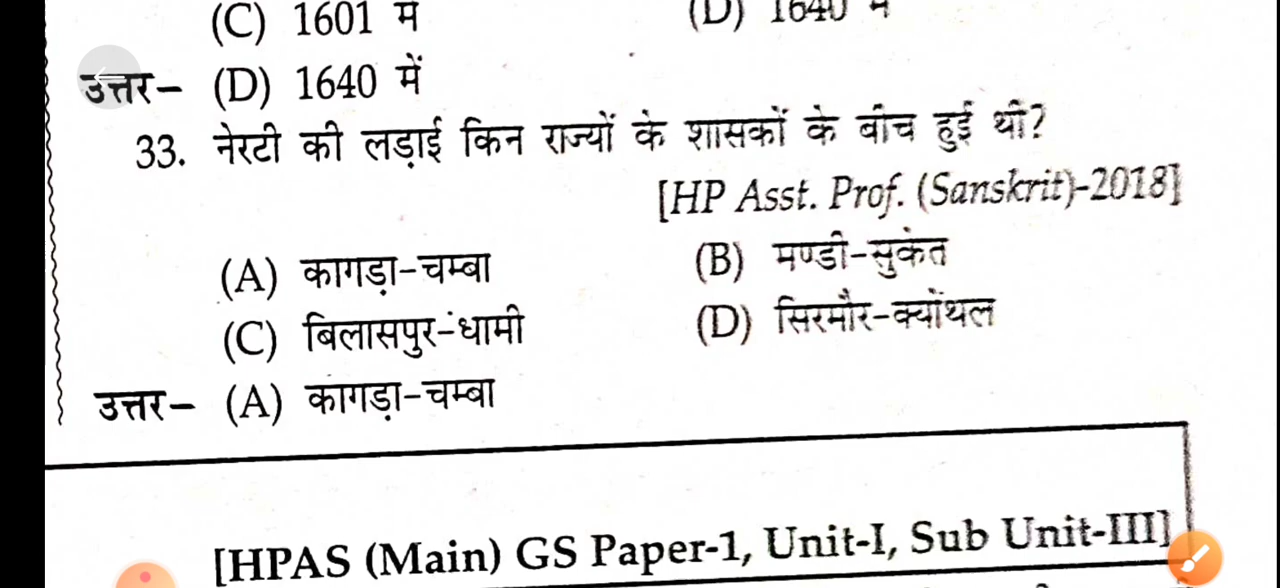 (C) 1601 में (D) 1640 में
उत्तर– (D) 1640 में
33. नेरटी की लड़ाई किन राज्यों के शासकों के बीच हुई थी?
[HP Asst. Prof. (Sanskrit)-2018]
(A) कागड़ा-चम्बा (B) मण्डी-सुकेत
(C) बिलासपुर-धामी (D) सिरमौर-क्योंथल
उत्तर– (A) कागड़ा-चम्बा
[HPAS (Main) GS Paper-1, Unit-I, Sub Unit-III]